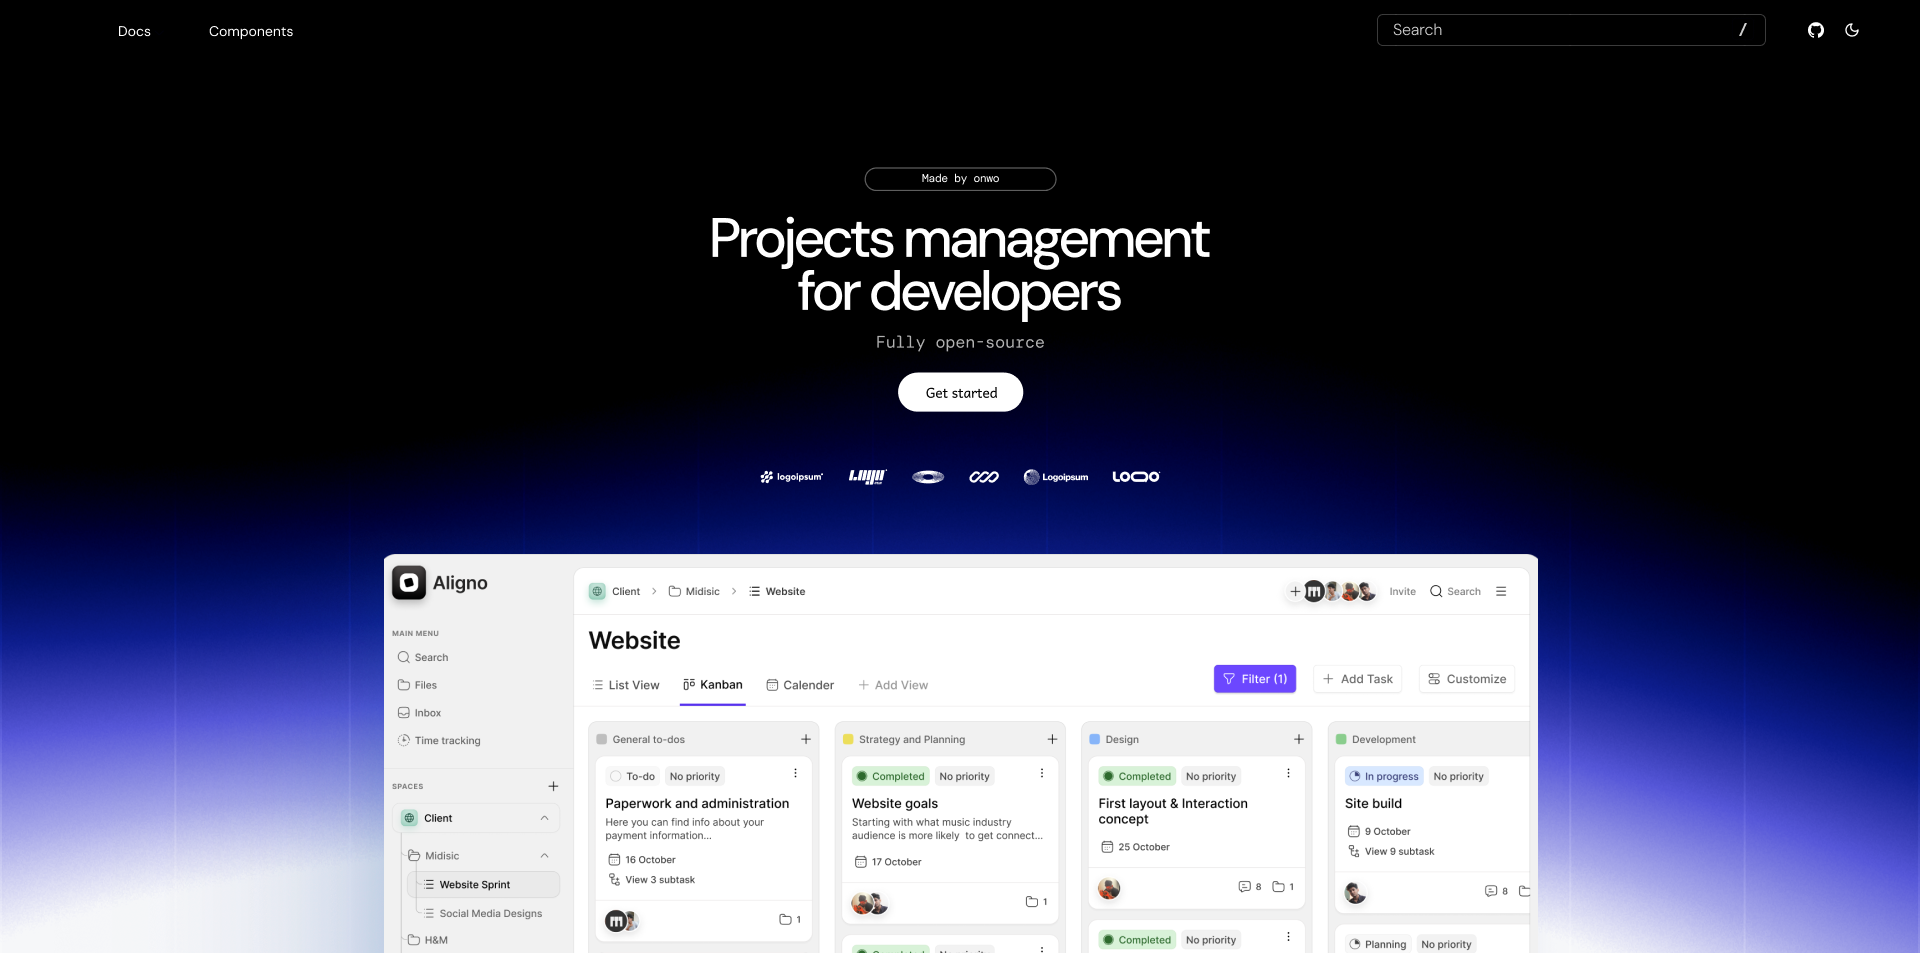 Docs
Components
Search
/
Made by onwo
Projects management
for developers
Fully open-source
Get started
logoipsum
Logoipsum
LOGO
Aligno
MAIN MENU
Search
Files
Inbox
Time tracking
SPACES
Client
Midisic
Website Sprint
Social Media Designs
H&M
Client
Midisic
Website
Invite
Search
Website
List View
Kanban
Calender
Add View
Filter (1)
Add Task
Customize
General to-dos
To-do
No priority
Paperwork and administration
Here you can find info about your
payment information...
16 October
View 3 subtask
1
Strategy and Planning
Completed
No priority
Website goals
Starting with what music industry
audience is more likely to get connect...
17 October
1
Completed
No priority
Design
Completed
No priority
First layout & Interaction
concept
25 October
8
1
Completed
No priority
Development
In progress
No priority
Site build
9 October
View 9 subtask
8
Planning
No priority